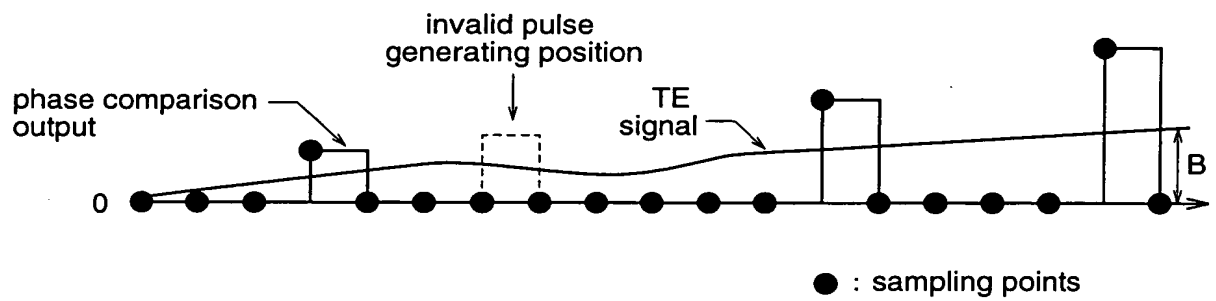 invalid pulse
generating position
phase comparison
output
TE
signal
B
0
● : sampling points